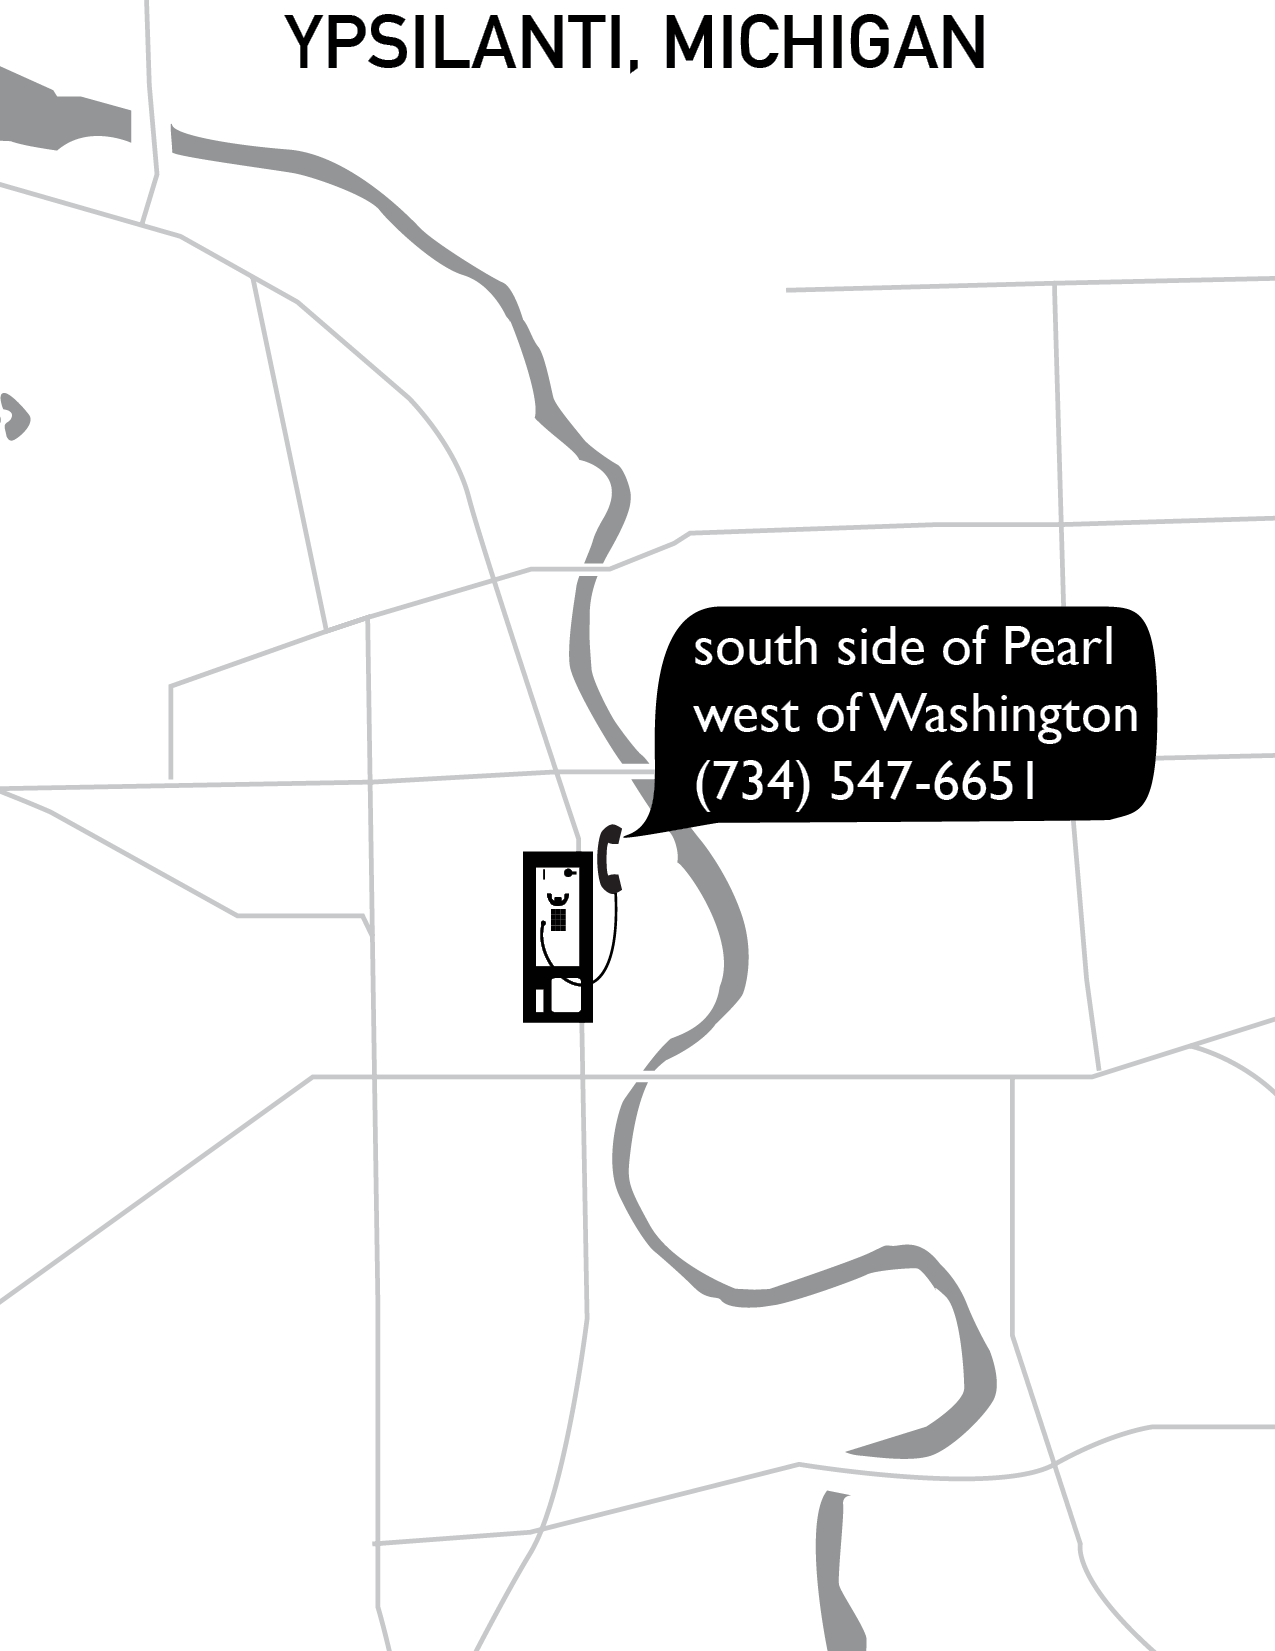 YPSILANTI, MICHIGAN
south side of Pearl
west of Washington
(734) 547-6651